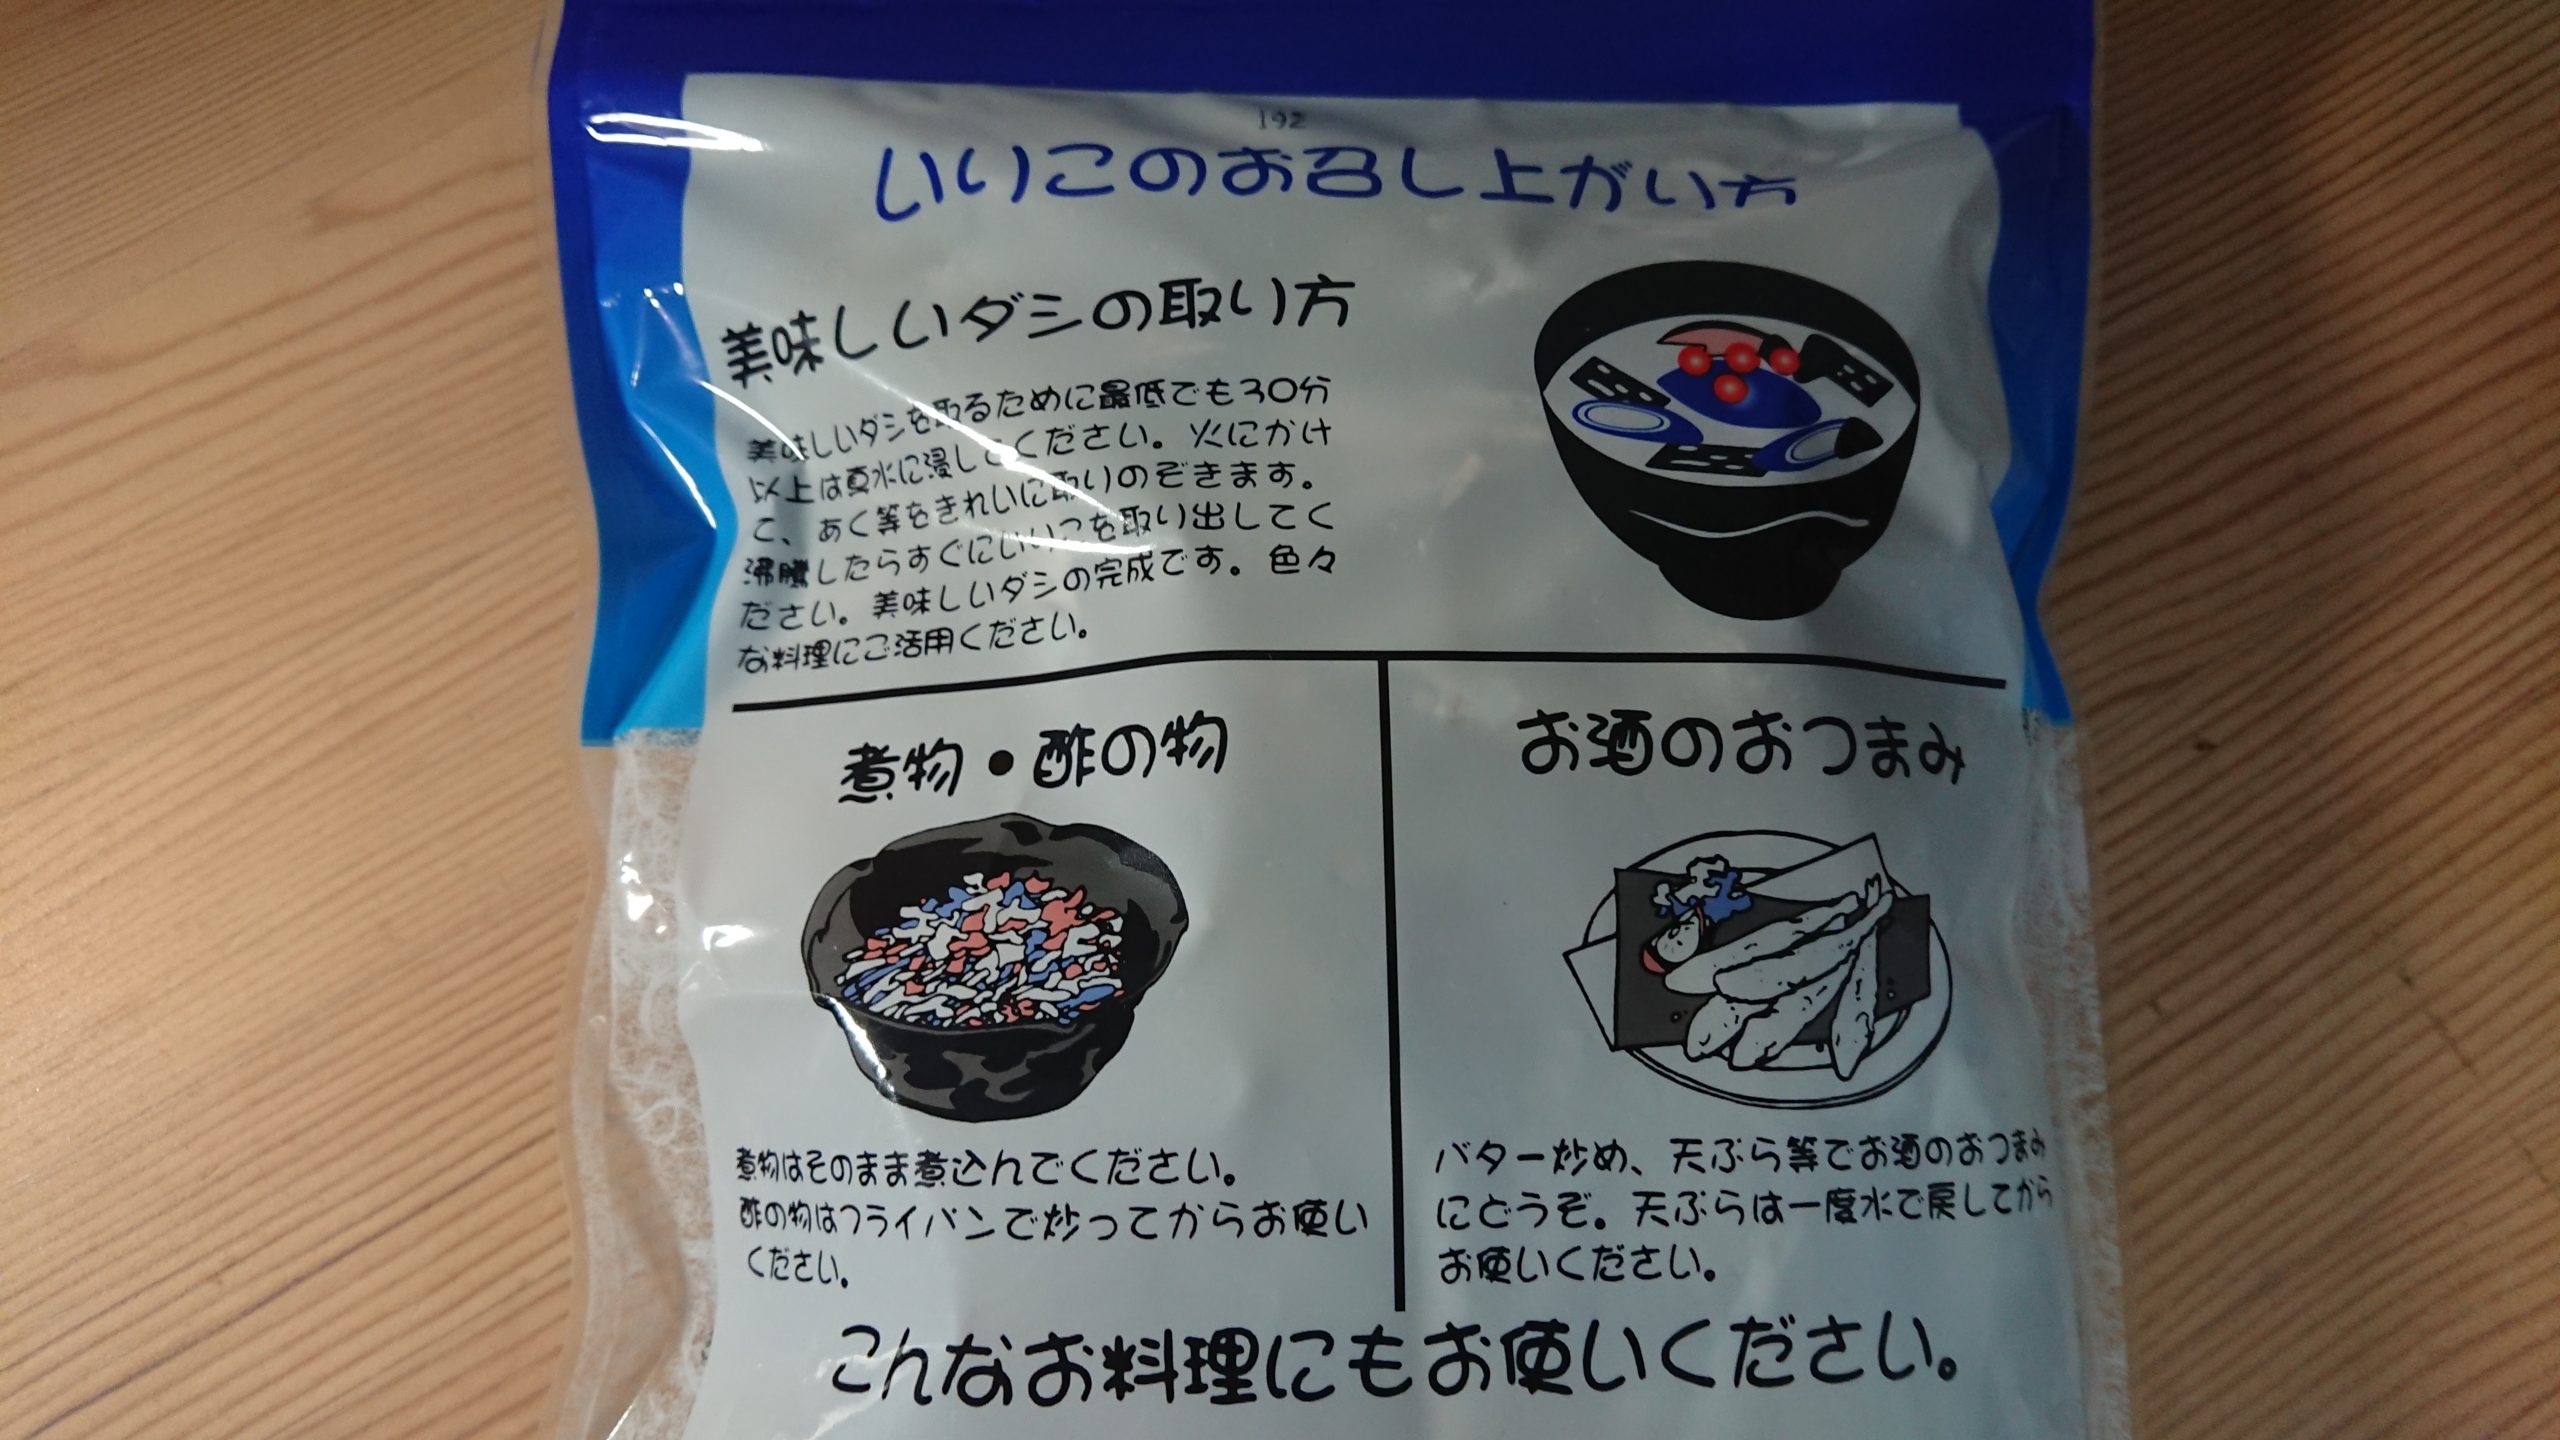 192
いりこのお召し上がい方
美味しいダシの取い方
美味しいダシを取るために最低でも30分
以上は真水に浸してください。火にかけ
て、あく等をきれいに取りのぞきます。
沸騰したらすぐにいりこを取り出してく
ださい。美味しいダシの完成です。色々
な料理にご活用ください。
煮物・酢の物
煮物はそのまま煮込んでください。
酢の物はフライパンで炒ってからお使い
ください。
お酒のおつまみ
バター炒め、天ぷら等でお酒のおつまみ
にどうぞ。天ぷらは一度水で戻してから
お使いください。
こんなお料理にもお使いください。